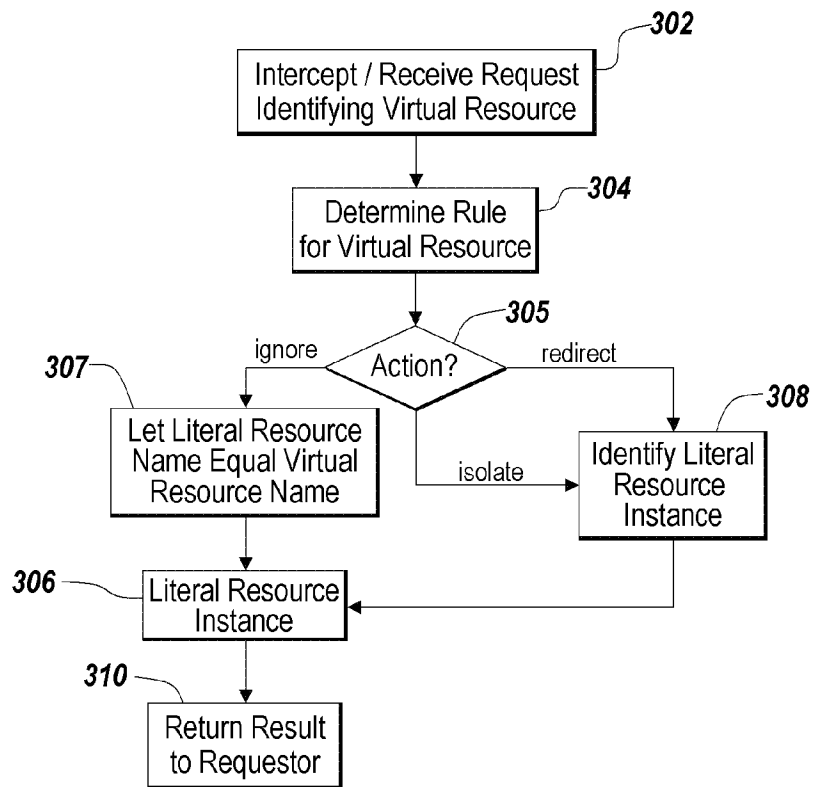 302
Intercept / Receive Request
Identifying Virtual Resource
304
Determine Rule
for Virtual Resource
305
Action?
ignore
redirect
isolate
307
Let Literal Resource
Name Equal Virtual
Resource Name
308
Identify Literal
Resource
Instance
306
Literal Resource
Instance
310
Return Result
to Requestor